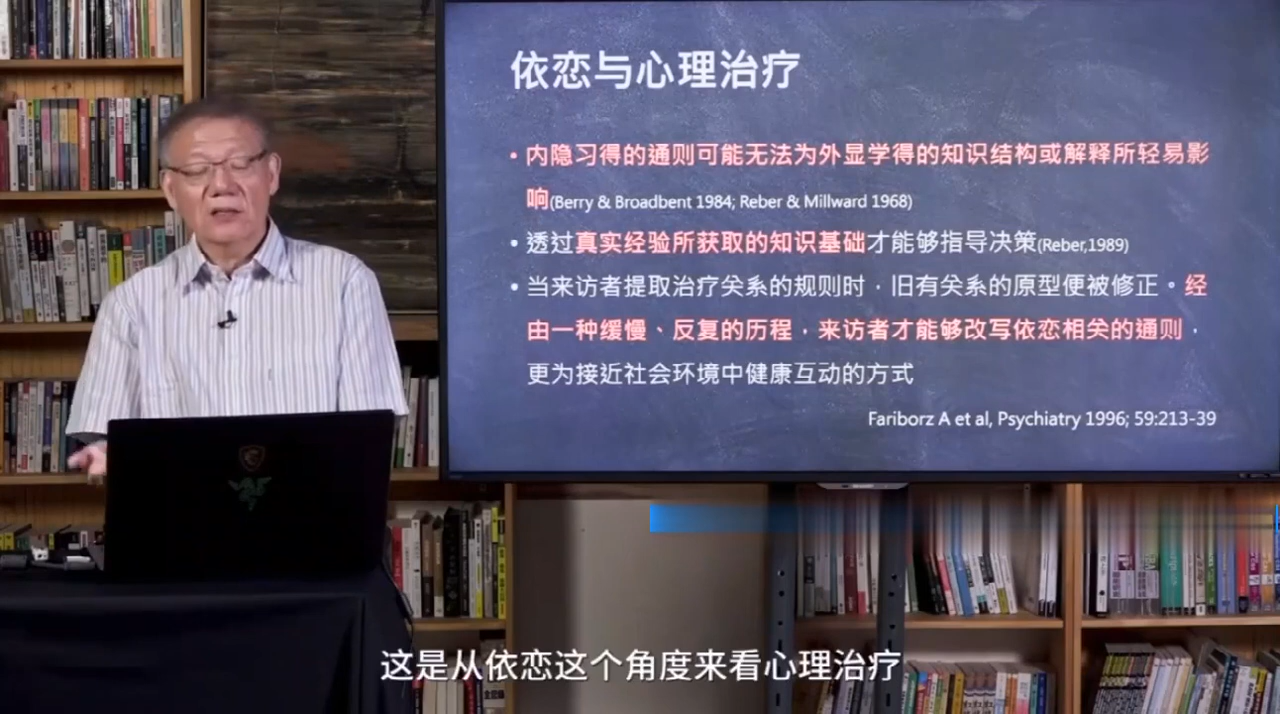 依恋与心理治疗
• 内隐习得的通则可能无法为外显学得的知识结构或解释所轻易影
响(Berry & Broadbent 1984; Reber & Millward 1968)
• 透过真实经验所获取的知识基础才能够指导决策(Reber,1989)
• 当来访者提取治疗关系的规则时，旧有关系的原型便被修正。经
由一种缓慢、反复的历程，来访者才能够改写依恋相关的通则，
更为接近社会环境中健康互动的方式
Fariborz A et al, Psychiatry 1996; 59:213-39
这是从依恋这个角度来看心理治疗